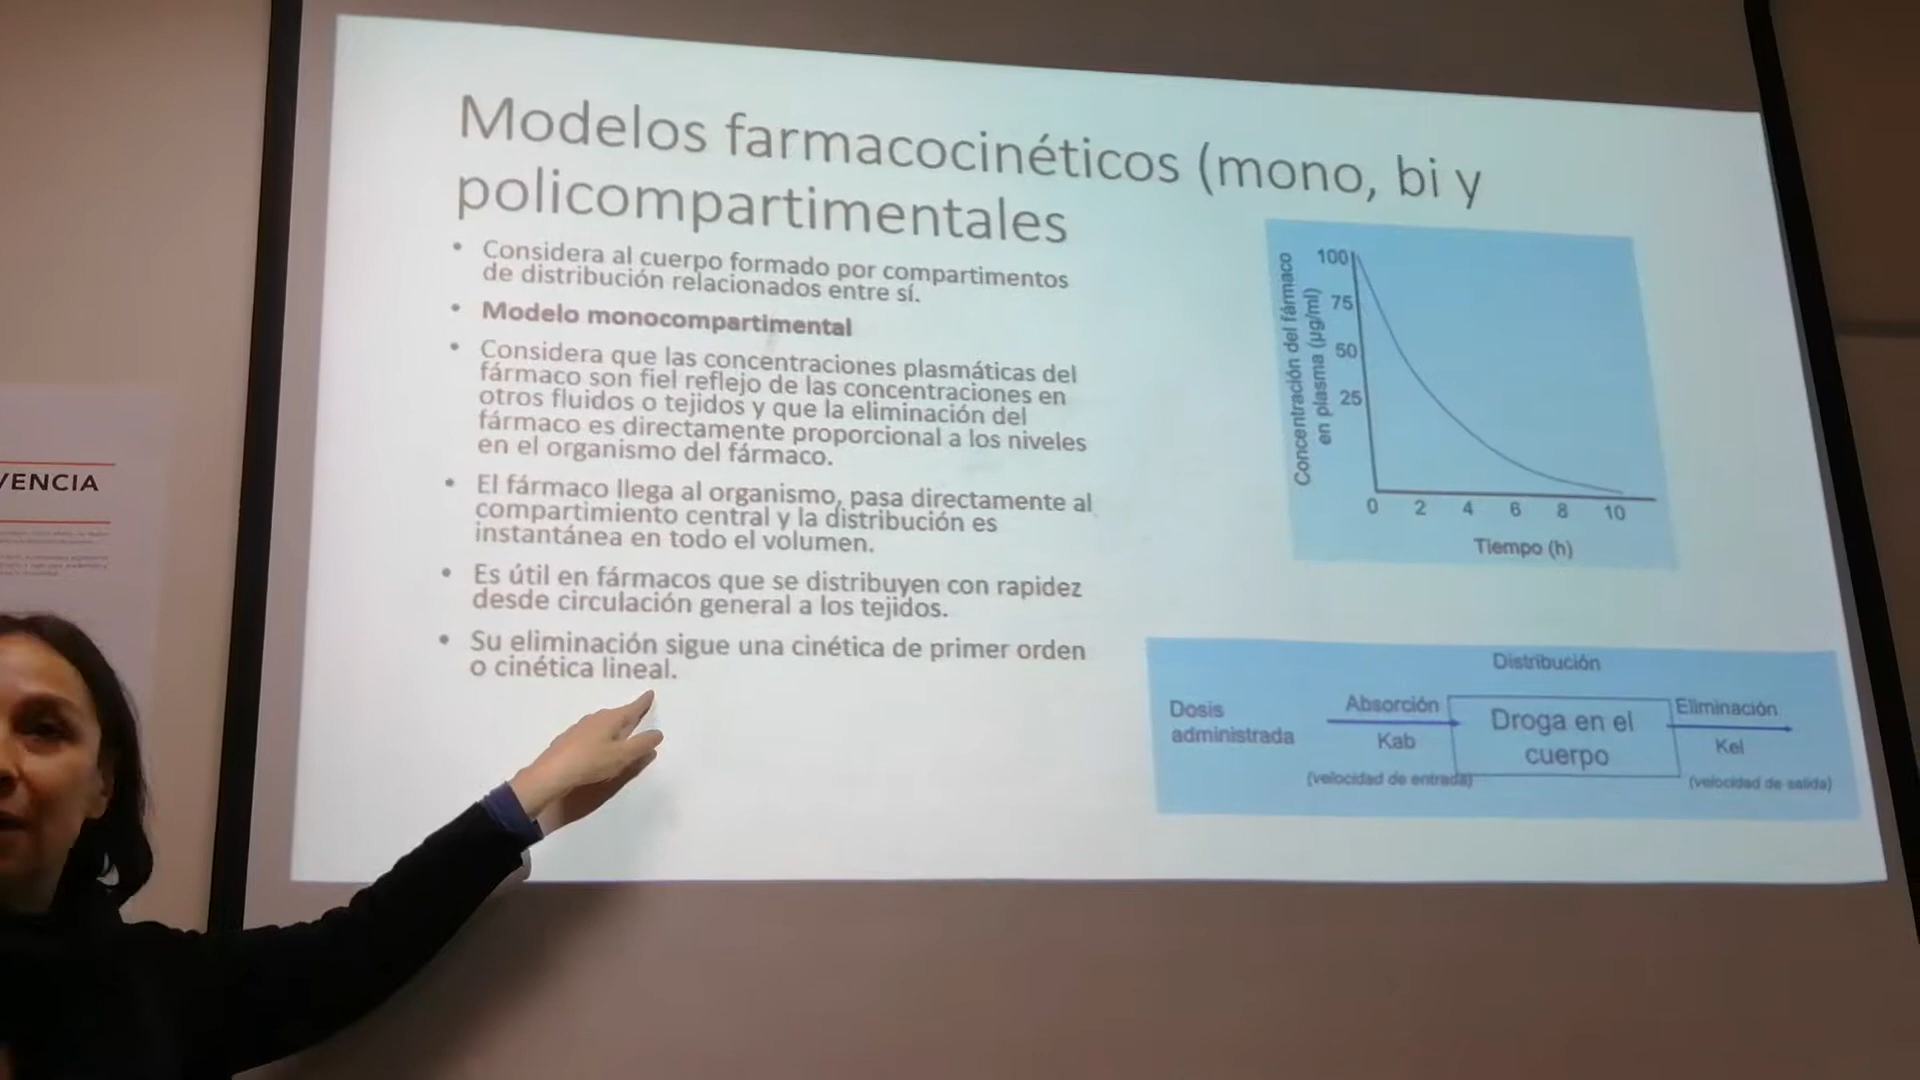 Modelos farmacocinéticos (mono, bi y
policompartimentales
• Considera al cuerpo formado por compartimentos
de distribución relacionados entre sí.
• Modelo monocompartimental
• Considera que las concentraciones plasmáticas del
fármaco son fiel reflejo de las concentraciones en
otros fluidos o tejidos y que la eliminación del
fármaco es directamente proporcional a los niveles
en el organismo del fármaco.
• El fármaco llega al organismo, pasa directamente al
compartimiento central y la distribución es
instantánea en todo el volumen.
• Es útil en fármacos que se distribuyen con rapidez
desde circulación general a los tejidos.
• Su eliminación sigue una cinética de primer orden
o cinética lineal.
Concentración del fármaco
en plasma (µg/ml)
100
75
50
25
0 2 4 6 8 10
Tiempo (h)
Distribución
Dosis
administrada
Absorción
Kab
(velocidad de entrada)
Droga en el
cuerpo
Eliminación
Kel
(velocidad de salida)
VENCIA